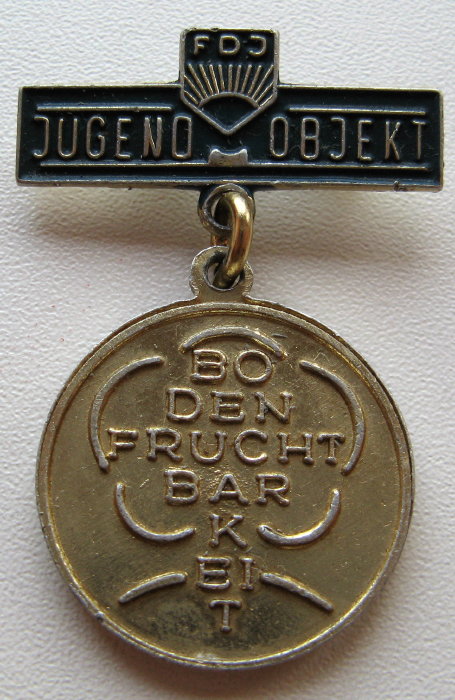 FDJ
JUGEND OBJEKT
BO
DEN
FRUCHT
BAR
K
EI
T